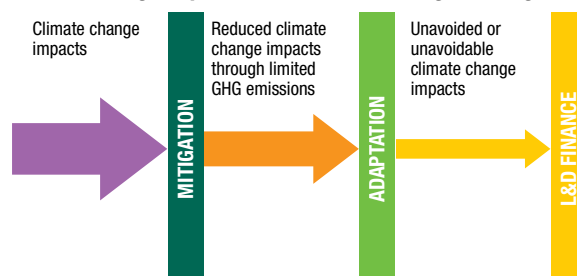 Climate change
impacts
Reduced climate
change impacts
through limited
GHG emissions
Unavoided or
unavoidable
climate change
impacts
MITIGATION
ADAPTATION
L&D FINANCE